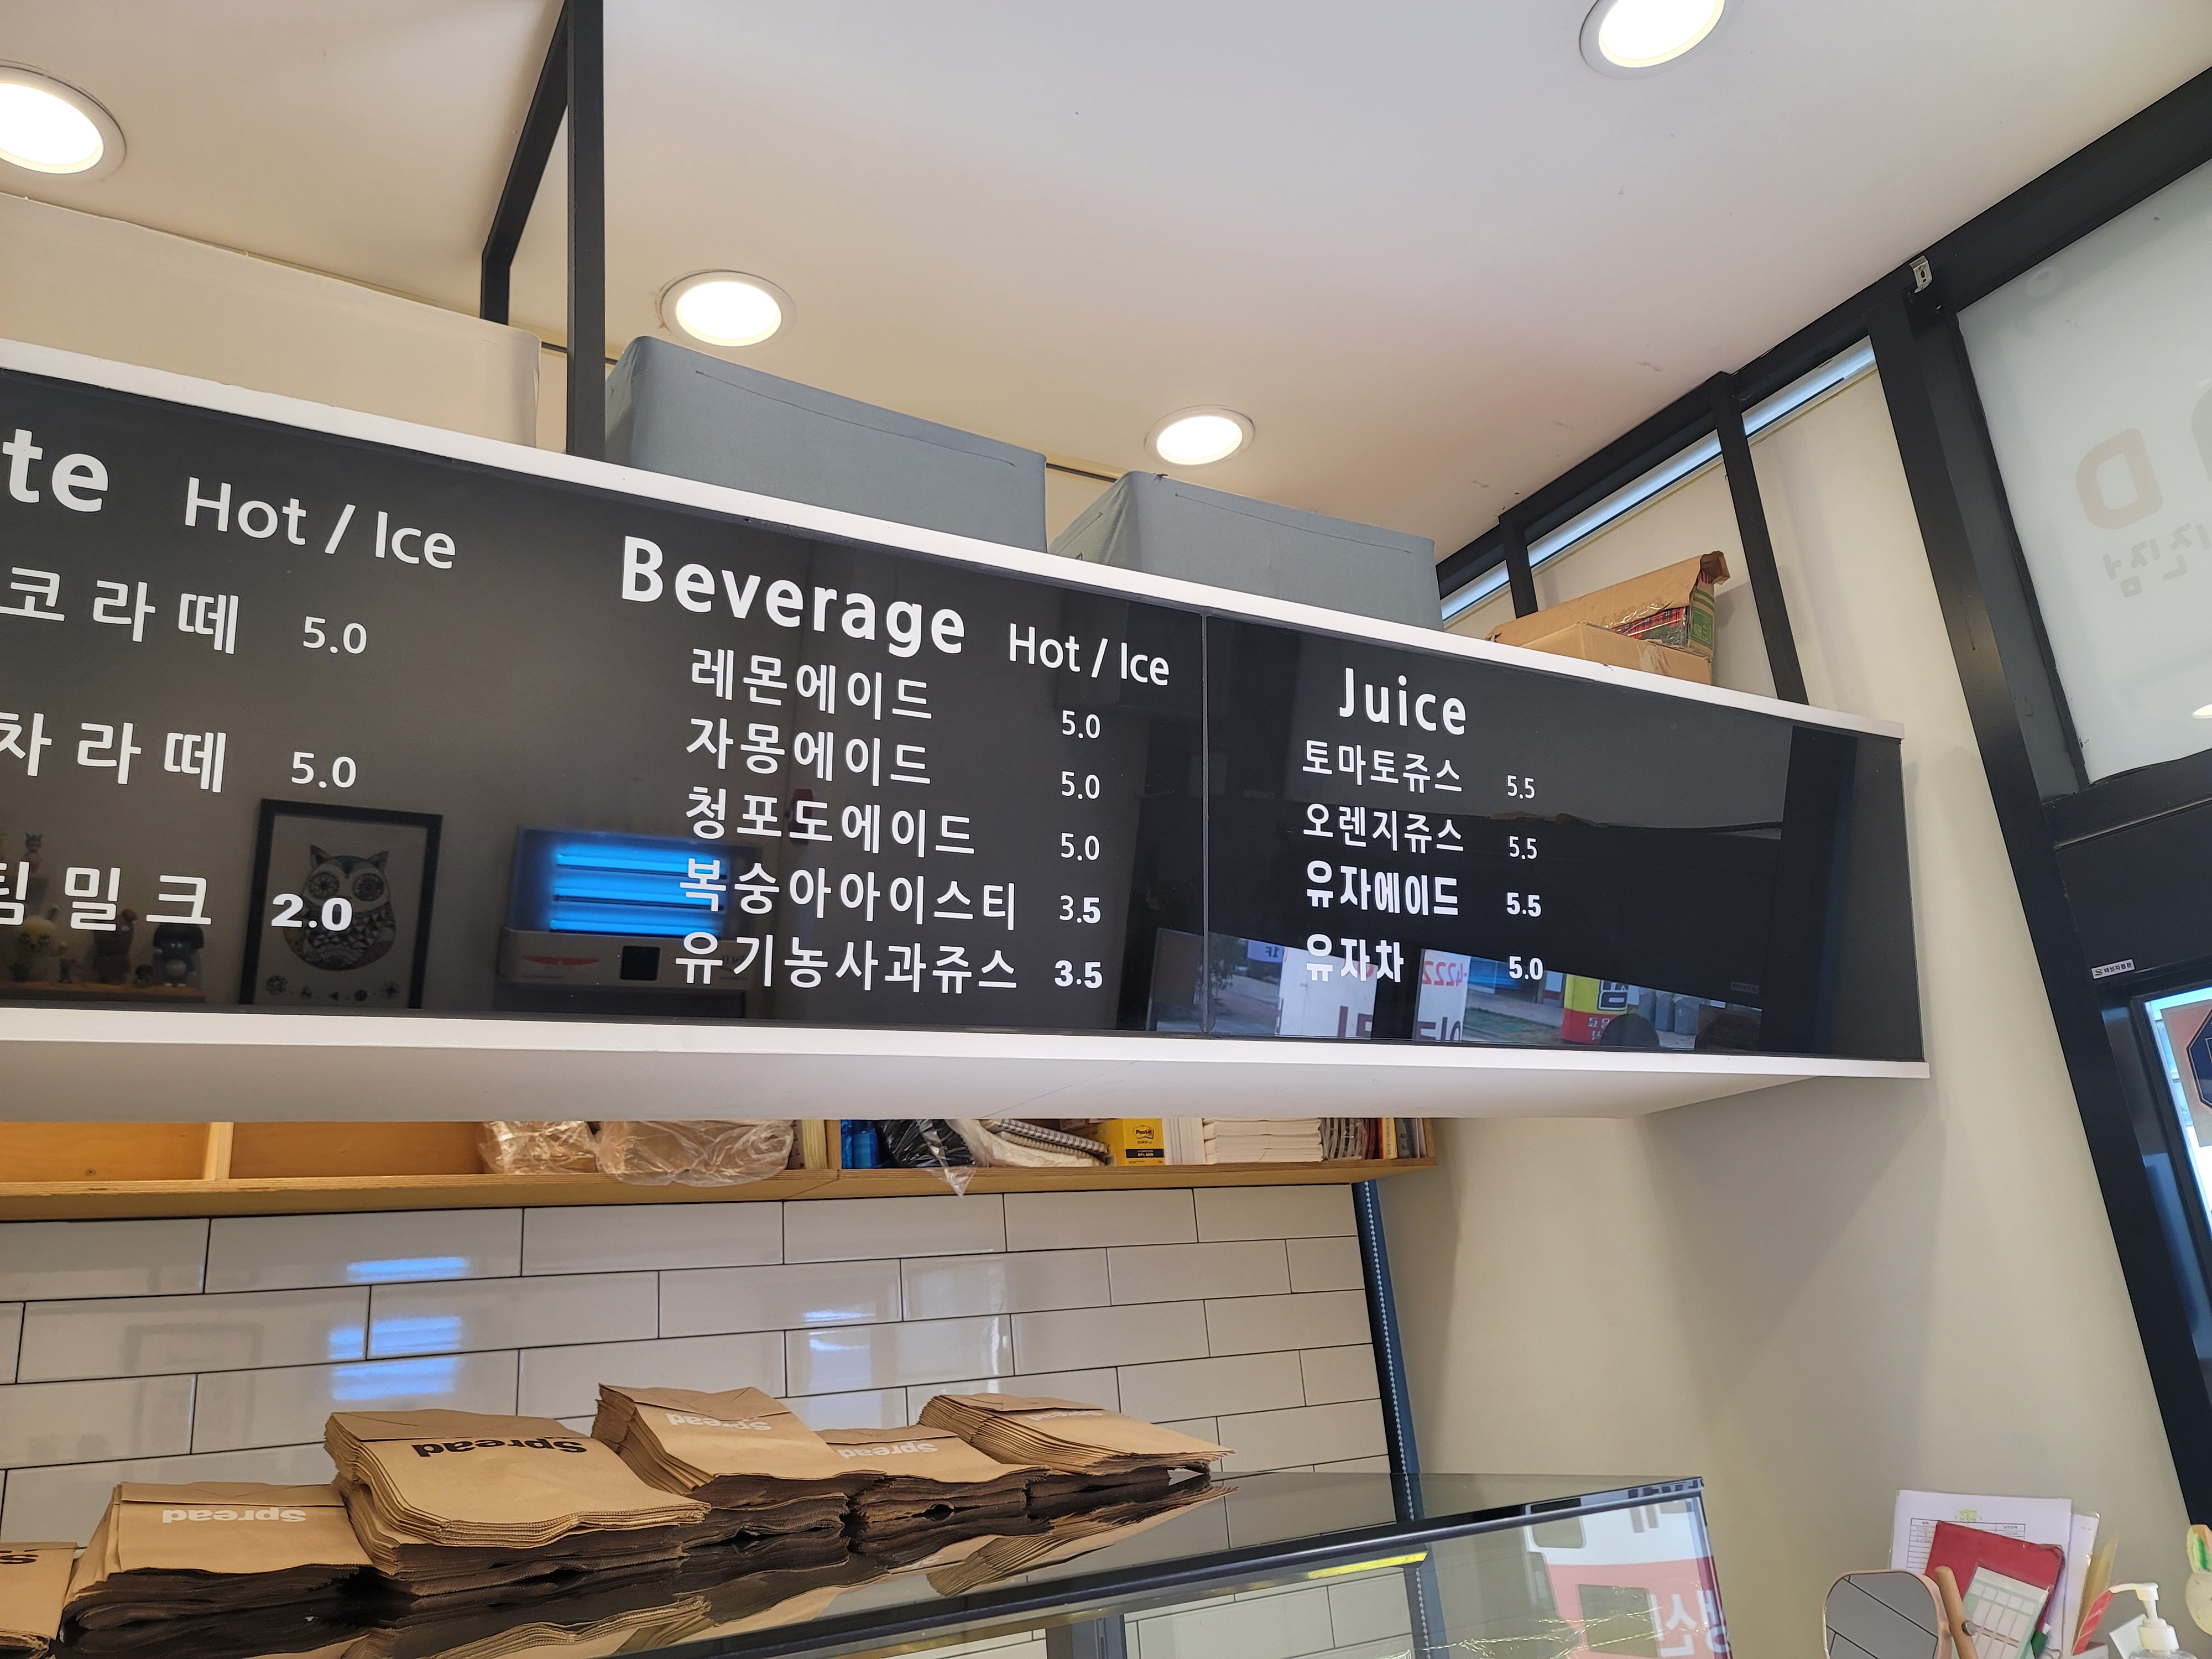 te Hot / Ice
코라떼 5.0
차라떼 5.0
팀밀크 2.0
Beverage Hot / Ice
레몬에이드 5.0
자몽에이드 5.0
청포도에이드 5.0
복숭아아이스티 3.5
유기농사과쥬스 3.5
Juice
토마토쥬스 5.5
오렌지쥬스 5.5
유자에이드 5.5
유자차 5.0
Post-it
Spread
Spread
Spread
Spread
Spread